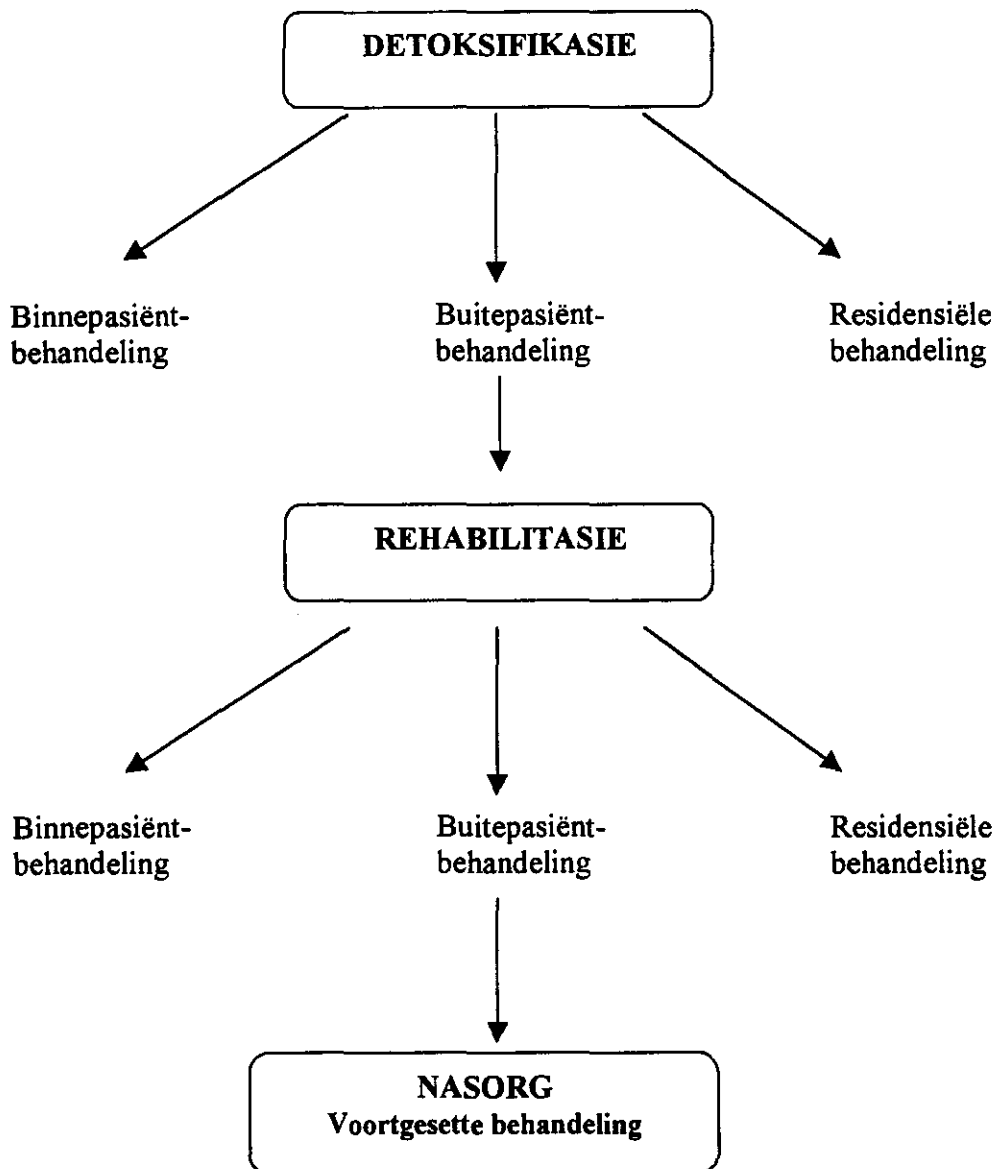 DETOKSIFIKASIE
Binnepasiënt-
behandeling
Buitepasiënt-
behandeling
Residensiële
behandeling
REHABILITASIE
Binnepasiënt-
behandeling
Buitepasiënt-
behandeling
Residensiële
behandeling
NASORG
Voortgesette behandeling